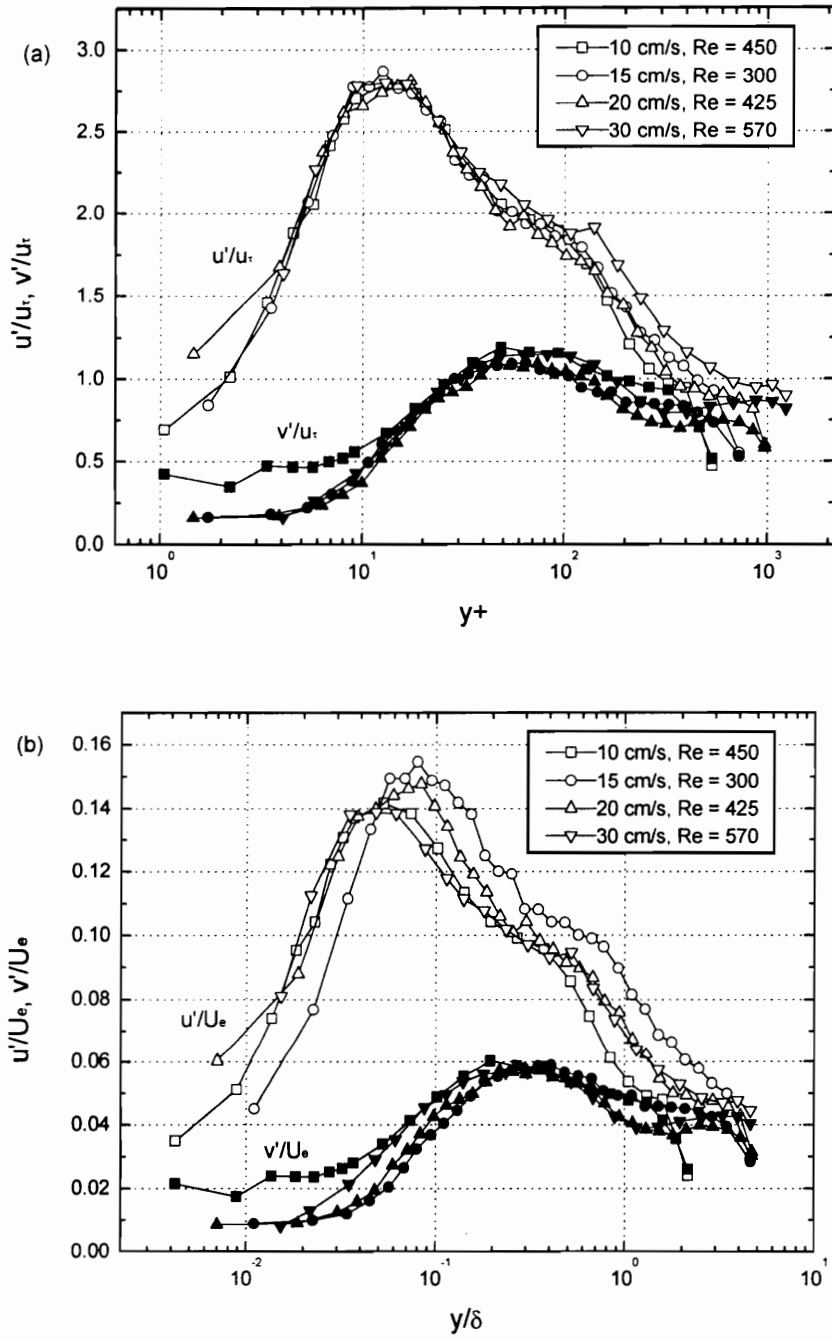 (a)
3.0
2.5
2.0
1.5
1.0
0.5
0.0
u'/uτ, v'/uτ
10 cm/s, Re = 450
15 cm/s, Re = 300
20 cm/s, Re = 425
30 cm/s, Re = 570
u'/uτ
v'/uτ
10⁰
10¹
10²
10³
y+
(b)
0.16
0.14
0.12
0.10
0.08
0.06
0.04
0.02
0.00
u'/Ue, v'/Ue
10 cm/s, Re = 450
15 cm/s, Re = 300
20 cm/s, Re = 425
30 cm/s, Re = 570
u'/Ue
v'/Ue
10⁻²
10⁻¹
10⁰
10¹
y/δ